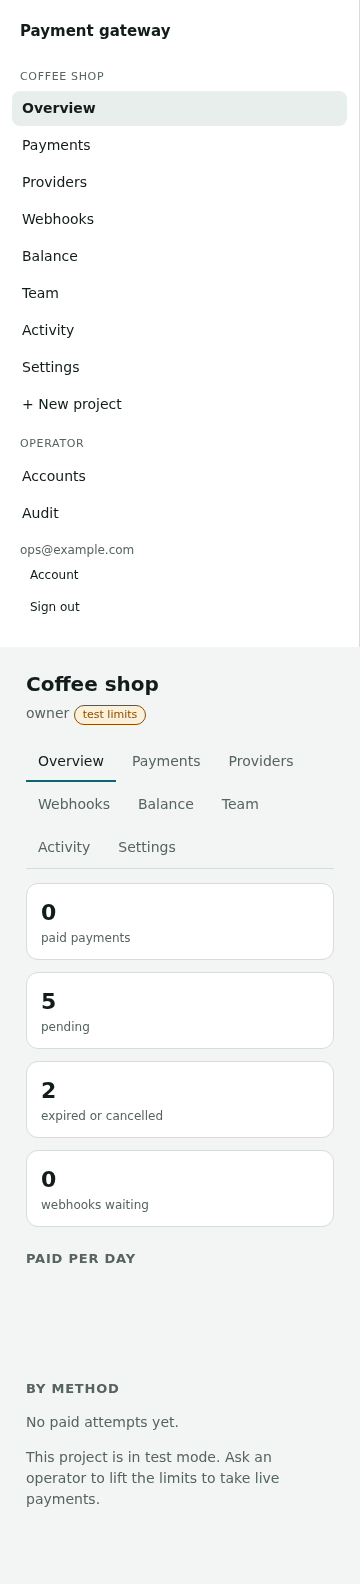 Payment gateway
COFFEE SHOP
Overview
Payments
Providers
Webhooks
Balance
Team
Activity
Settings
+ New project
OPERATOR
Accounts
Audit
ops@example.com
Account
Sign out
Coffee shop
owner test limits
Overview Payments Providers
Webhooks Balance Team
Activity Settings
0
paid payments
5
pending
2
expired or cancelled
0
webhooks waiting
PAID PER DAY
BY METHOD
No paid attempts yet.
This project is in test mode. Ask an
operator to lift the limits to take live
payments.